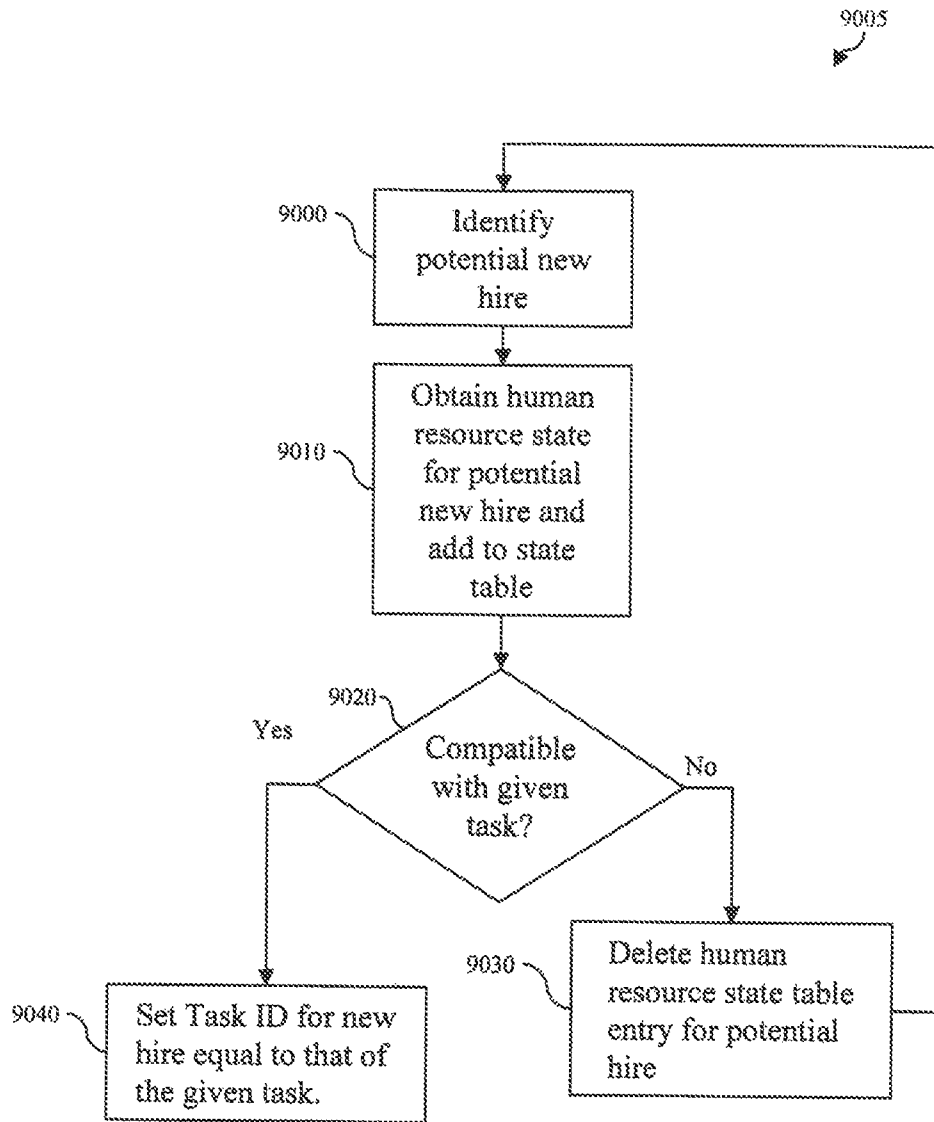 9005
9000
Identify
potential new
hire
9010
Obtain human
resource state
for potential
new hire and
add to state
table
9020
Yes
Compatible
with given
task?
No
9040
Set Task ID for new
hire equal to that of
the given task.
9030
Delete human
resource state table
entry for potential
hire